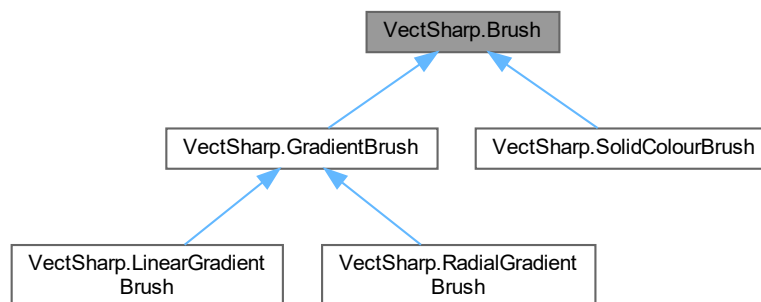 VectSharp.Brush
VectSharp.GradientBrush
VectSharp.SolidColourBrush
VectSharp.LinearGradient
Brush
VectSharp.RadialGradient
Brush